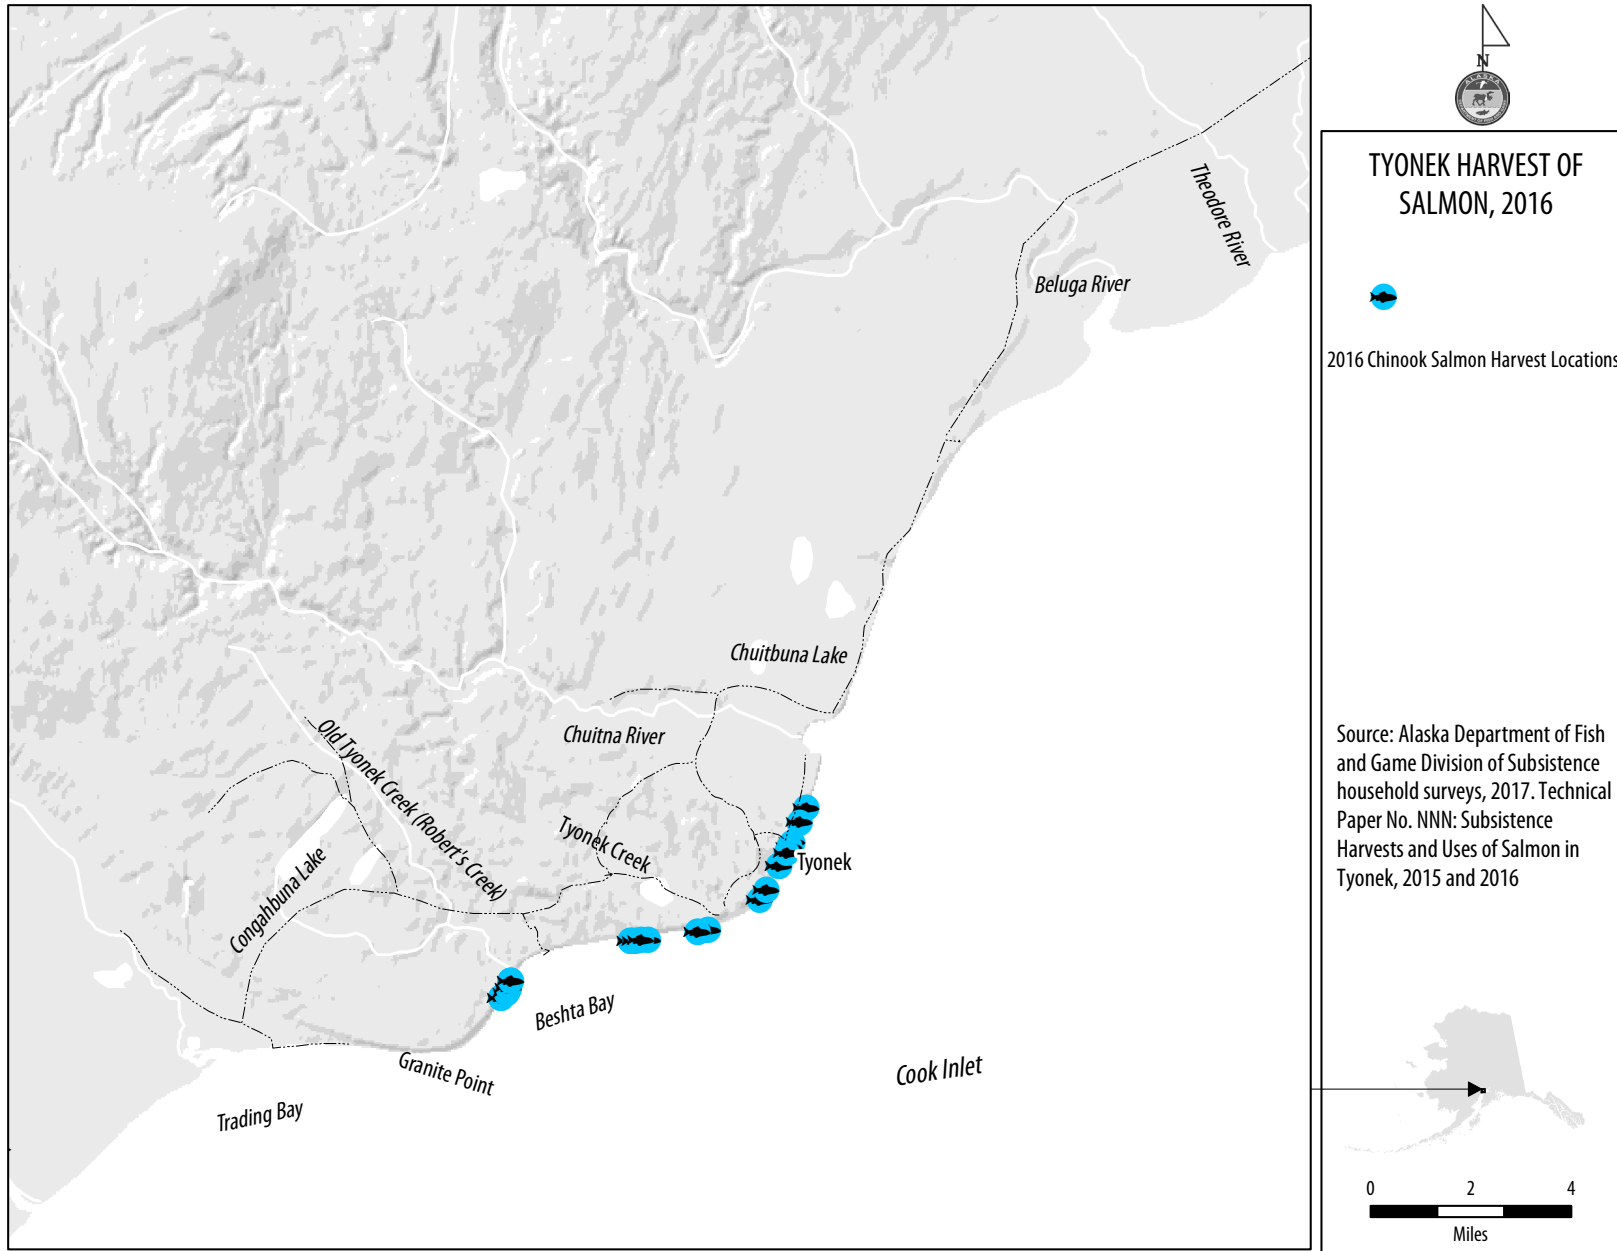 N
ALASKA
TYONEK HARVEST OF
SALMON, 2016
2016 Chinook Salmon Harvest Locations
Theodore River
Beluga River
Chuitbuna Lake
Chuitna River
Old Tyonek Creek (Robert's Creek)
Tyonek Creek
Tyonek
Congahbuna Lake
Beshta Bay
Granite Point
Cook Inlet
Trading Bay
Source: Alaska Department of Fish
and Game Division of Subsistence
household surveys, 2017. Technical
Paper No. NNN: Subsistence
Harvests and Uses of Salmon in
Tyonek, 2015 and 2016
0 2 4
Miles